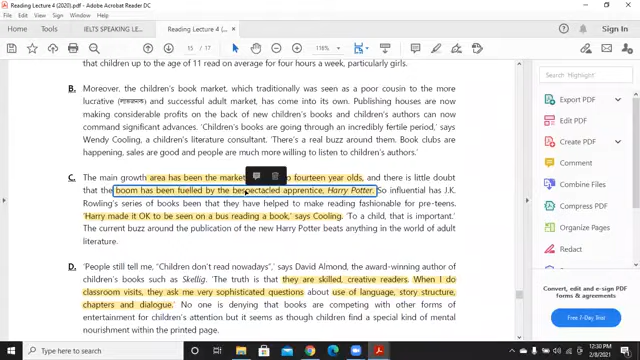 Reading Lecture 4 (2020).pdf - Adobe Acrobat Reader DC
File Edit View Sign Window Help
Home Tools IELTS SPEAKING LECT... Reading Lecture 4 (... × Sign In
15 / 17 116%
that children up to the age of 11 read on average for four hours a week, particularly girls.
B. Moreover, the children's book market, which traditionally was seen as a poor cousin to the more
lucrative (লাভজনক) and successful adult market, has come into its own. Publishing houses are now
making considerable profits on the back of new children's books and children's authors can now
command significant advances. 'Children's books are going through an incredibly fertile period,' says
Wendy Cooling, a children's literature consultant. 'There's a real buzz around them. Book clubs are
happening, sales are good and people are much more willing to listen to children's authors.'
C. The main growth area has been the market fourteen year olds, and there is little doubt
that the boom has been fuelled by the bespectacled apprentice, Harry Potter. So influential has J.K.
Rowling's series of books been that they have helped to make reading fashionable for pre-teens.
'Harry made it OK to be seen on a bus reading a book,' says Cooling. 'To a child, that is important.'
The current buzz around the publication of the new Harry Potter beats anything in the world of adult
literature.
D. 'People still tell me, "Children don't read nowadays",' says David Almond, the award-winning author of
children's books such as Skellig. 'The truth is that they are skilled, creative readers. When I do
classroom visits, they ask me very sophisticated questions about use of language, story structure,
chapters and dialogue.' No one is denying that books are competing with other forms of
entertainment for children's attention but it seems as though children find a special kind of mental
nourishment within the printed page.
Search 'Highlight'
Export PDF
Edit PDF
Create PDF
Comment
Combine Files
Compress PDF
Organize Pages
Redact
Convert, edit and e-sign PDF
forms & agreements
Free 7-Day Trial
12:30 PM
2/8/2021